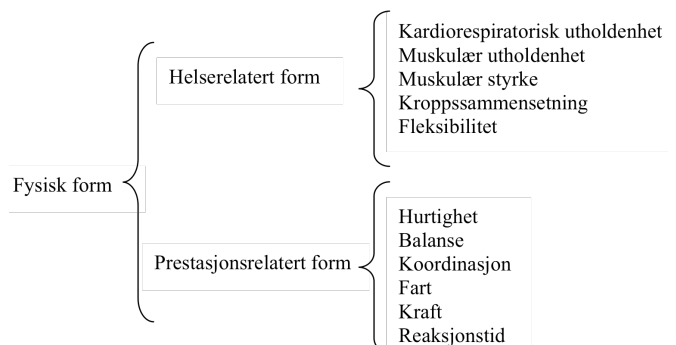 Fysisk form
Helserelatert form
Kardiorespiratorisk utholdenhet
Muskulær utholdenhet
Muskulær styrke
Kroppssammensetning
Fleksibilitet
Prestasjonsrelatert form
Hurtighet
Balanse
Koordinasjon
Fart
Kraft
Reaksjonstid